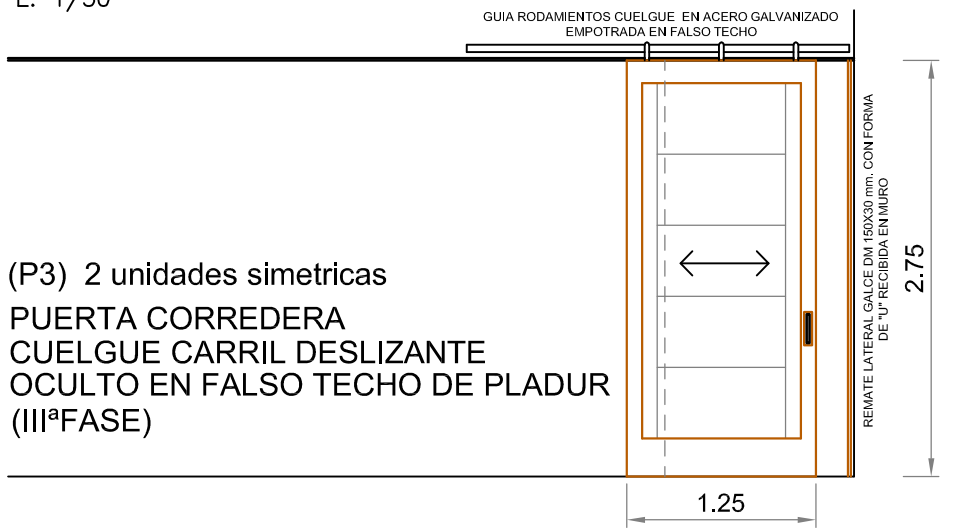 E. 1/50
GUIA RODAMIENTOS CUELGUE EN ACERO GALVANIZADO
EMPOTRADA EN FALSO TECHO
REMATE LATERAL GALCE DM 150X30 mm. CON FORMA
DE "U" RECIBIDA EN MURO
2.75
(P3) 2 unidades simetricas
PUERTA CORREDERA
CUELGUE CARRIL DESLIZANTE
OCULTO EN FALSO TECHO DE PLADUR
(IIIªFASE)
1.25